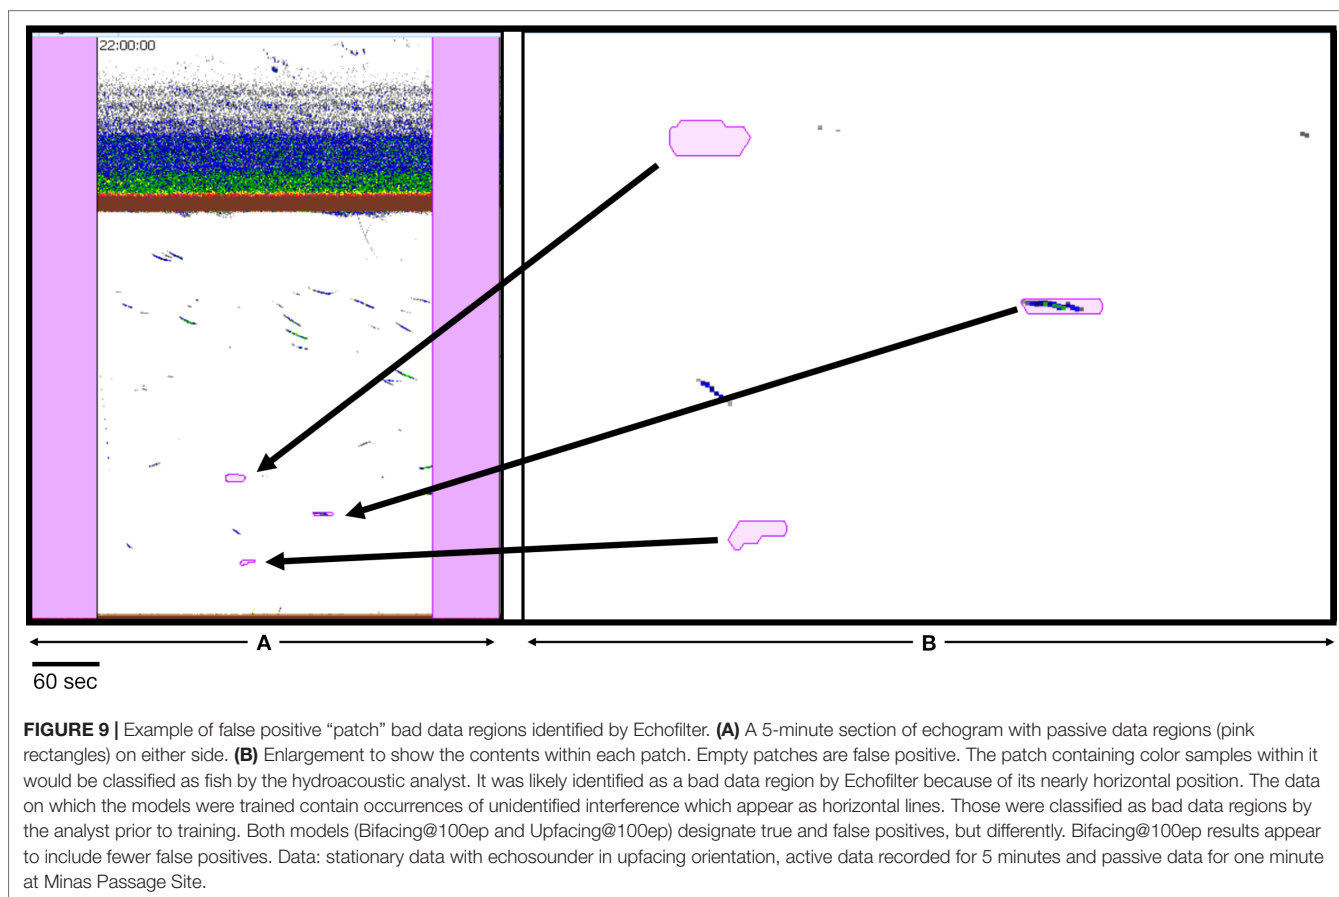 22:00:00
A
B
60 sec
FIGURE 9 | Example of false positive “patch” bad data regions identified by Echofilter. (A) A 5-minute section of echogram with passive data regions (pink
rectangles) on either side. (B) Enlargement to show the contents within each patch. Empty patches are false positive. The patch containing color samples within it
would be classified as fish by the hydroacoustic analyst. It was likely identified as a bad data region by Echofilter because of its nearly horizontal position. The data
on which the models were trained contain occurrences of unidentified interference which appear as horizontal lines. Those were classified as bad data regions by
the analyst prior to training. Both models (Bifacing@100ep and Upfacing@100ep) designate true and false positives, but differently. Bifacing@100ep results appear
to include fewer false positives. Data: stationary data with echosounder in upfacing orientation, active data recorded for 5 minutes and passive data for one minute
at Minas Passage Site.